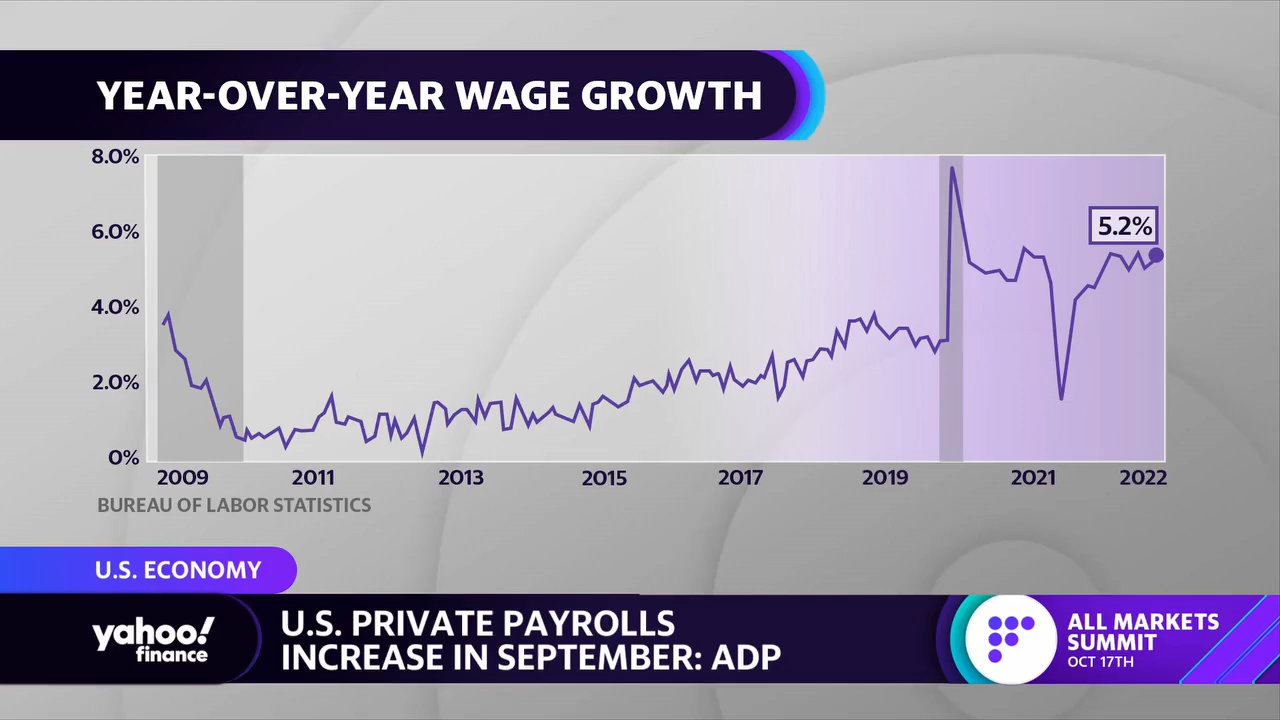 YEAR-OVER-YEAR WAGE GROWTH
8.0%
6.0%
4.0%
2.0%
0%
5.2%
2009 2011 2013 2015 2017 2019 2021 2022
BUREAU OF LABOR STATISTICS
U.S. ECONOMY
yahoo!
finance
U.S. PRIVATE PAYROLLS
INCREASE IN SEPTEMBER: ADP
ALL MARKETS
SUMMIT
OCT 17TH